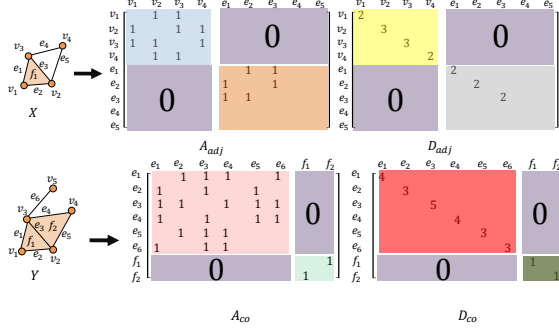 v₁ v₂ v₃ v₄ e₁ e₂ e₃ e₄ e₅
v₁ 1 1
v₂ 1 1 1
v₃ 1 1 1
v₄ 1 1
0
e₁ 1 1
e₂ 1 1
e₃ 1 1
e₄
e₅
0
A_adj
v₁ v₂ v₃ v₄ e₁ e₂ e₃ e₄ e₅
v₁ 2
v₂ 3
v₃ 3
v₄ 2
0
e₁ 2
e₂ 2
e₃ 2
e₄
e₅
0
D_adj
v₃ e₄ v₄
e₁ e₃ e₅
f₁
v₁ e₂ v₂
X
e₁ e₂ e₃ e₄ e₅ e₆ f₁ f₂
e₁ 1 1 1 1
e₂ 1 1 1
e₃ 1 1 1 1 1
e₄ 1 1 1 1
e₅ 1 1 1
e₆ 1 1 1
0
f₁ 1
f₂ 1
0
A_co
e₁ e₂ e₃ e₄ e₅ e₆ f₁ f₂
e₁ 4
e₂ 3
e₃ 5
e₄ 4
e₅ 3
e₆ 3
0
f₁ 1
f₂ 1
0
D_co
v₅
e₆
v₃ e₄ v₄
e₁ e₃ f₂ e₅
f₁
v₁ e₂ v₂
Y